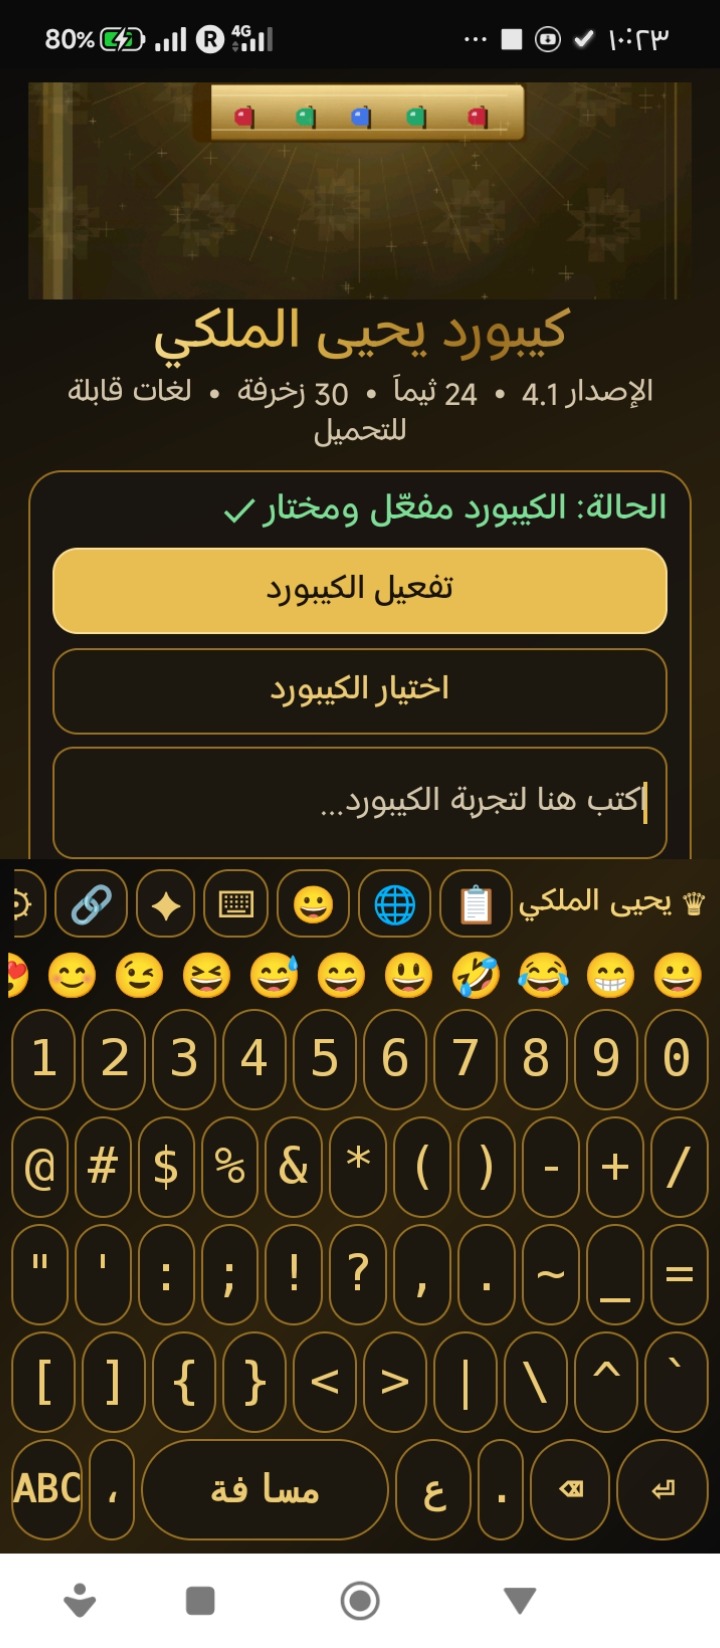 80% R 4G ١٠:٢٣
كيبورد يحيى الملكي
الإصدار 4.1 • 24 ثيماً • 30 زخرفة • لغات قابلة
للتحميل
الحالة: الكيبورد مفعّل ومختار ✓
تفعيل الكيبورد
اختيار الكيبورد
اكتب هنا لتجربة الكيبورد...
♛ يحيى الملكي
1 2 3 4 5 6 7 8 9 0
@ # $ % & * ( ) - + /
" ' : ; ! ? , . ~ _ =
[ ] { } < > | \ ^ `
ABC ، مسافة ع . ⌫ ⏎